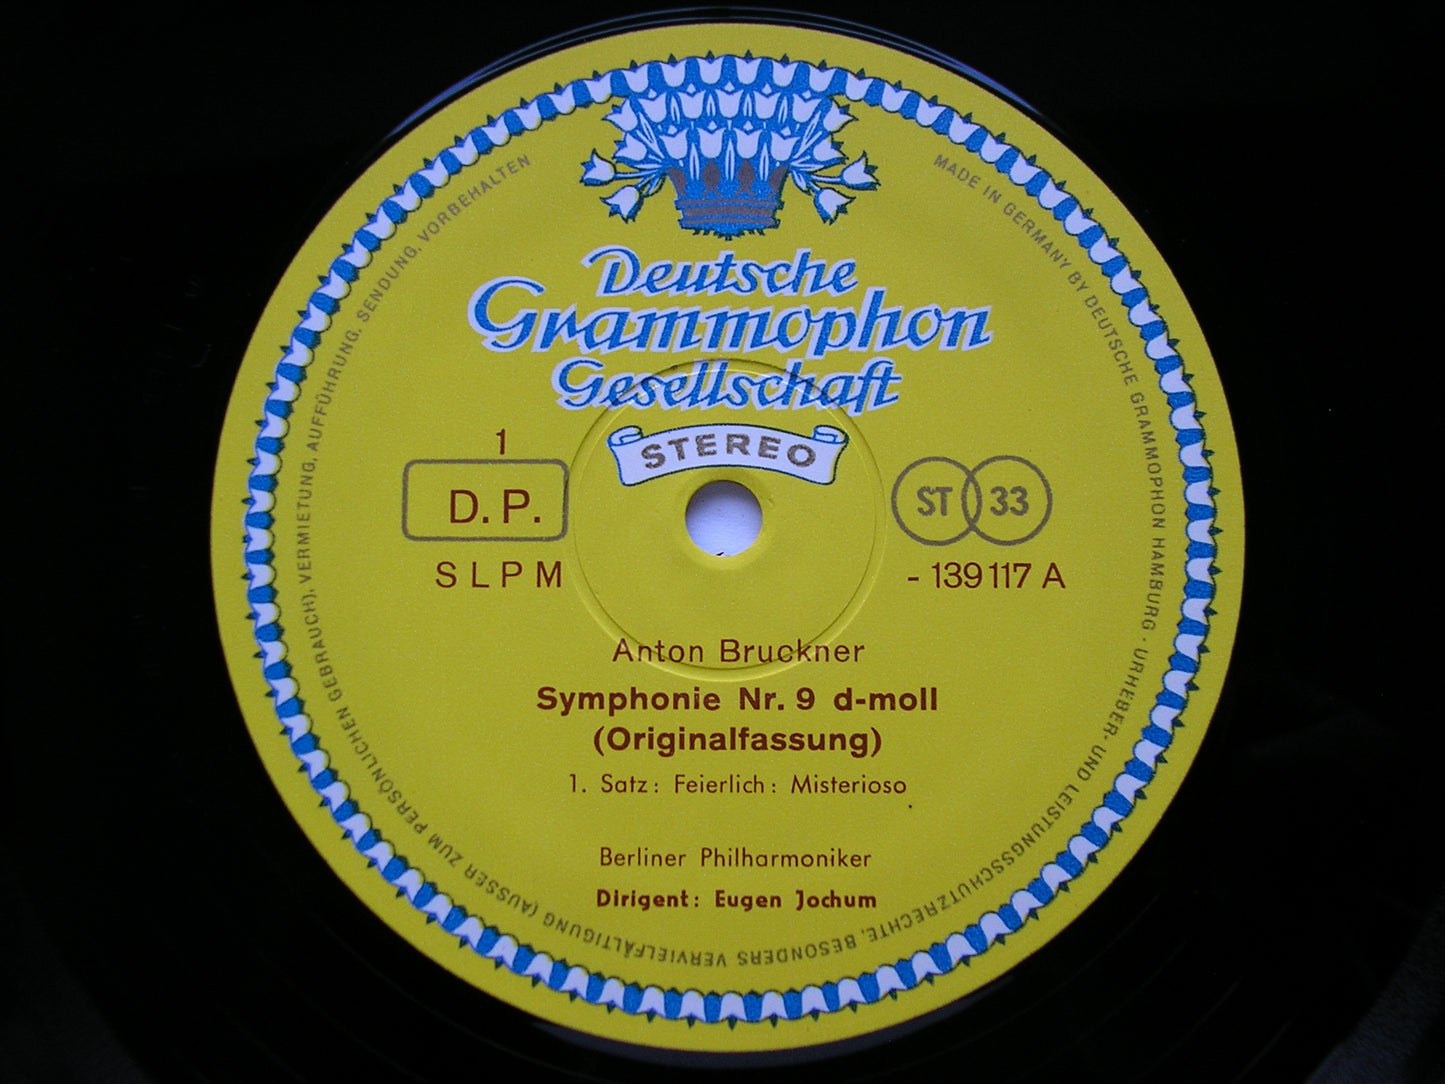 Deutsche
Grammophon
Gesellschaft
STEREO
1
D. P.
ST 33
SLPM
- 139 117 A
Anton Bruckner
Symphonie Nr. 9 d-moll
(Originalfassung)
1. Satz: Feierlich: Misterioso
Berliner Philharmoniker
Dirigent: Eugen Jochum
MADE IN GERMANY BY DEUTSCHE GRAMMOPHON HAMBURG · URHEBER- UND LEISTUNGSSCHUTZRECHTE, BESONDERS VERVIELFÄLTIGUNG (AUSSER ZUM PERSÖNLICHEN GEBRAUCH), VERMIETUNG, AUFFÜHRUNG, SENDUNG, VORBEHALTEN